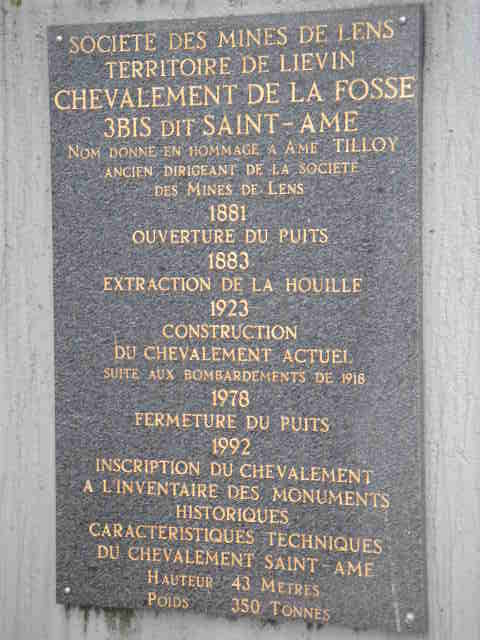 SOCIETE DES MINES DE LENS
TERRITOIRE DE LIEVIN
CHEVALEMENT DE LA FOSSE
3BIS DIT SAINT-AME
NOM DONNE EN HOMMAGE A AME TILLOY
ANCIEN DIRIGEANT DE LA SOCIETE
DES MINES DE LENS
1881
OUVERTURE DU PUITS
1883
EXTRACTION DE LA HOUILLE
1923
CONSTRUCTION
DU CHEVALEMENT ACTUEL
SUITE AUX BOMBARDEMENTS DE 1918
1978
FERMETURE DU PUITS
1992
INSCRIPTION DU CHEVALEMENT
A L'INVENTAIRE DES MONUMENTS
HISTORIQUES
CARACTERISTIQUES TECHNIQUES
DU CHEVALEMENT SAINT-AME
HAUTEUR 43 METRES
POIDS 350 TONNES